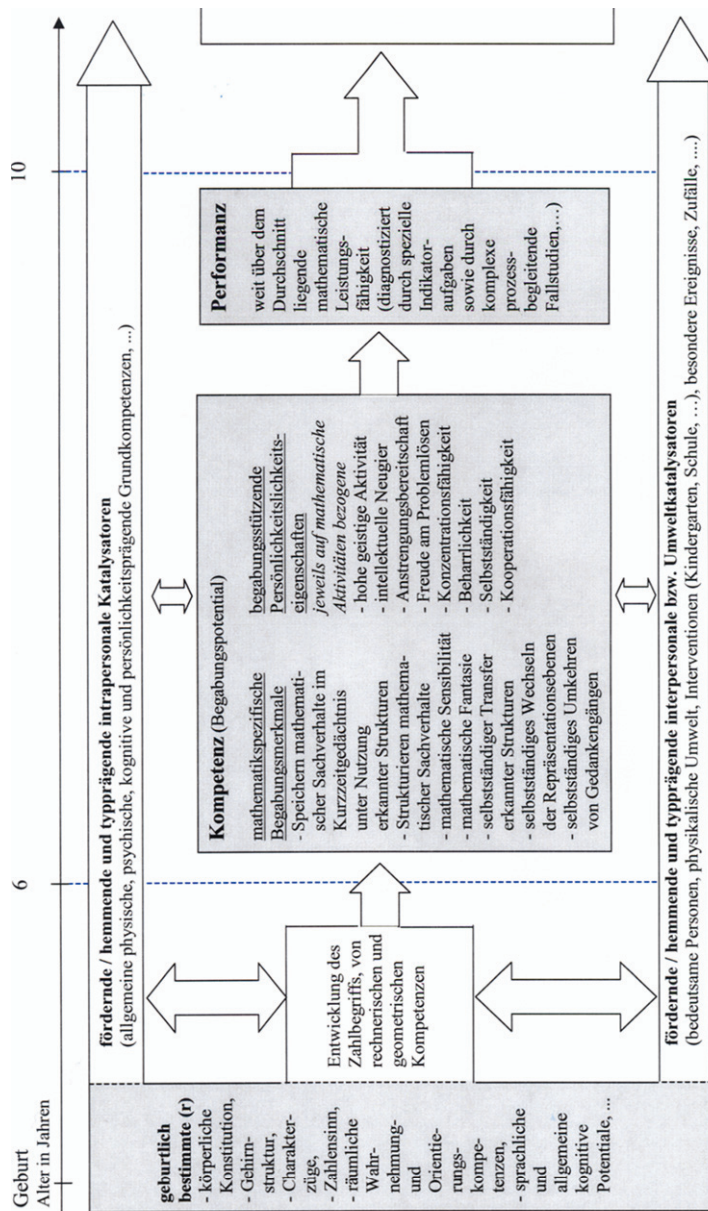 Geburt
Alter in Jahren
6
10
geburtlich
bestimmte (r)
- körperliche
Konstitution,
- Gehirn-
struktur,
- Charakter-
züge,
- Zahlensinn,
- räumliche
Wahr-
nehmung-
und
Orientie-
rungs-
kompe-
tenzen,
- sprachliche
und
allgemeine
kognitive
Potentiale, ...
fördernde / hemmende und typprägende intrapersonale Katalysatoren
(allgemeine physische, psychische, kognitive und persönlichkeitsprägende Grundkompetenzen, ...)
Entwicklung des
Zahlbegriffs, von
rechnerischen und
geometrischen
Kompetenzen
Kompetenz (Begabungspotential)
mathematikspezifische
Begabungsmerkmale
- Speichern mathemati-
scher Sachverhalte im
Kurzzeitgedächtnis
unter Nutzung
erkannter Strukturen
- Strukturieren mathema-
tischer Sachverhalte
- mathematische Sensibilität
- mathematische Fantasie
- selbstständiger Transfer
erkannter Strukturen
- selbstständiges Wechseln
der Repräsentationsebenen
- selbstständiges Umkehren
von Gedankengängen
begabungsstützende
Persönlichkeitslichkeits-
eigenschaften
jeweils auf mathematische
Aktivitäten bezogene
- hohe geistige Aktivität
- intellektuelle Neugier
- Anstrengungsbereitschaft
- Freude am Problemlösen
- Konzentrationsfähigkeit
- Beharrlichkeit
- Selbstständigkeit
- Kooperationsfähigkeit
Performanz
weit über dem
Durchschnitt
liegende
mathematische
Leistungs-
fähigkeit
(diagnostiziert
durch spezielle
Indikator-
aufgaben
sowie durch
komplexe
prozess-
begleitende
Fallstudien,…)
fördernde / hemmende und typprägende interpersonale bzw. Umweltkatalysatoren
(bedeutsame Personen, physikalische Umwelt, Interventionen (Kindergarten, Schule, …), besondere Ereignisse, Zufälle, ....)